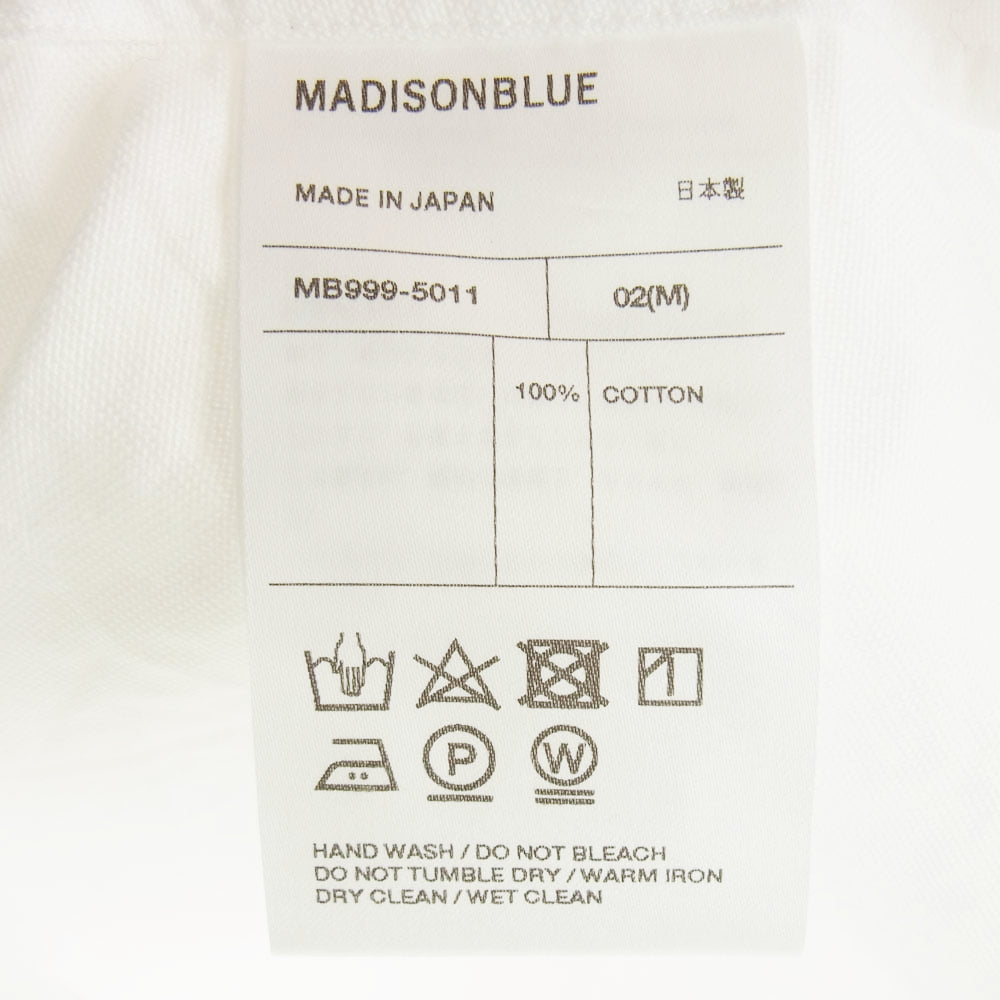 MADISONBLUE
MADE IN JAPAN 日本製
MB999-5011 02(M)
100% COTTON
P W
HAND WASH / DO NOT BLEACH
DO NOT TUMBLE DRY / WARM IRON
DRY CLEAN / WET CLEAN